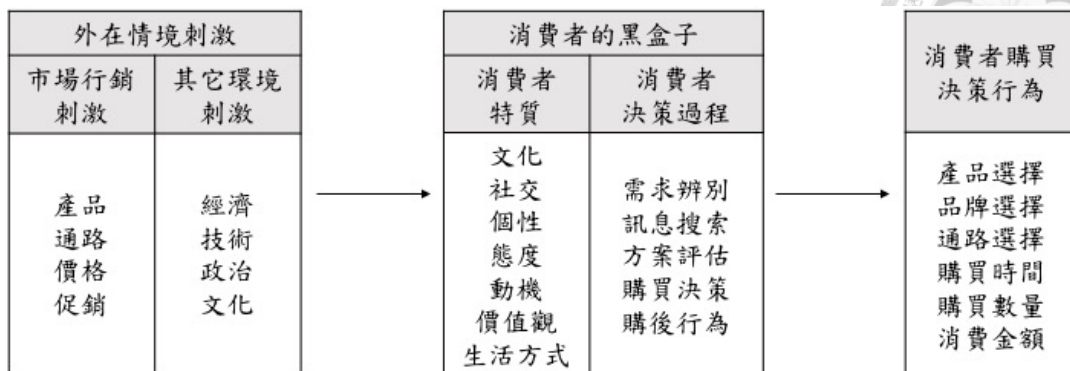 外在情境刺激
市場行銷
刺激
其它環境
刺激
產品
通路
價格
促銷
經濟
技術
政治
文化
消費者的黑盒子
消費者
特質
消費者
決策過程
文化
社交
個性
態度
動機
價值觀
生活方式
需求辨別
訊息搜索
方案評估
購買決策
購後行為
消費者購買
決策行為
產品選擇
品牌選擇
通路選擇
購買時間
購買數量
消費金額